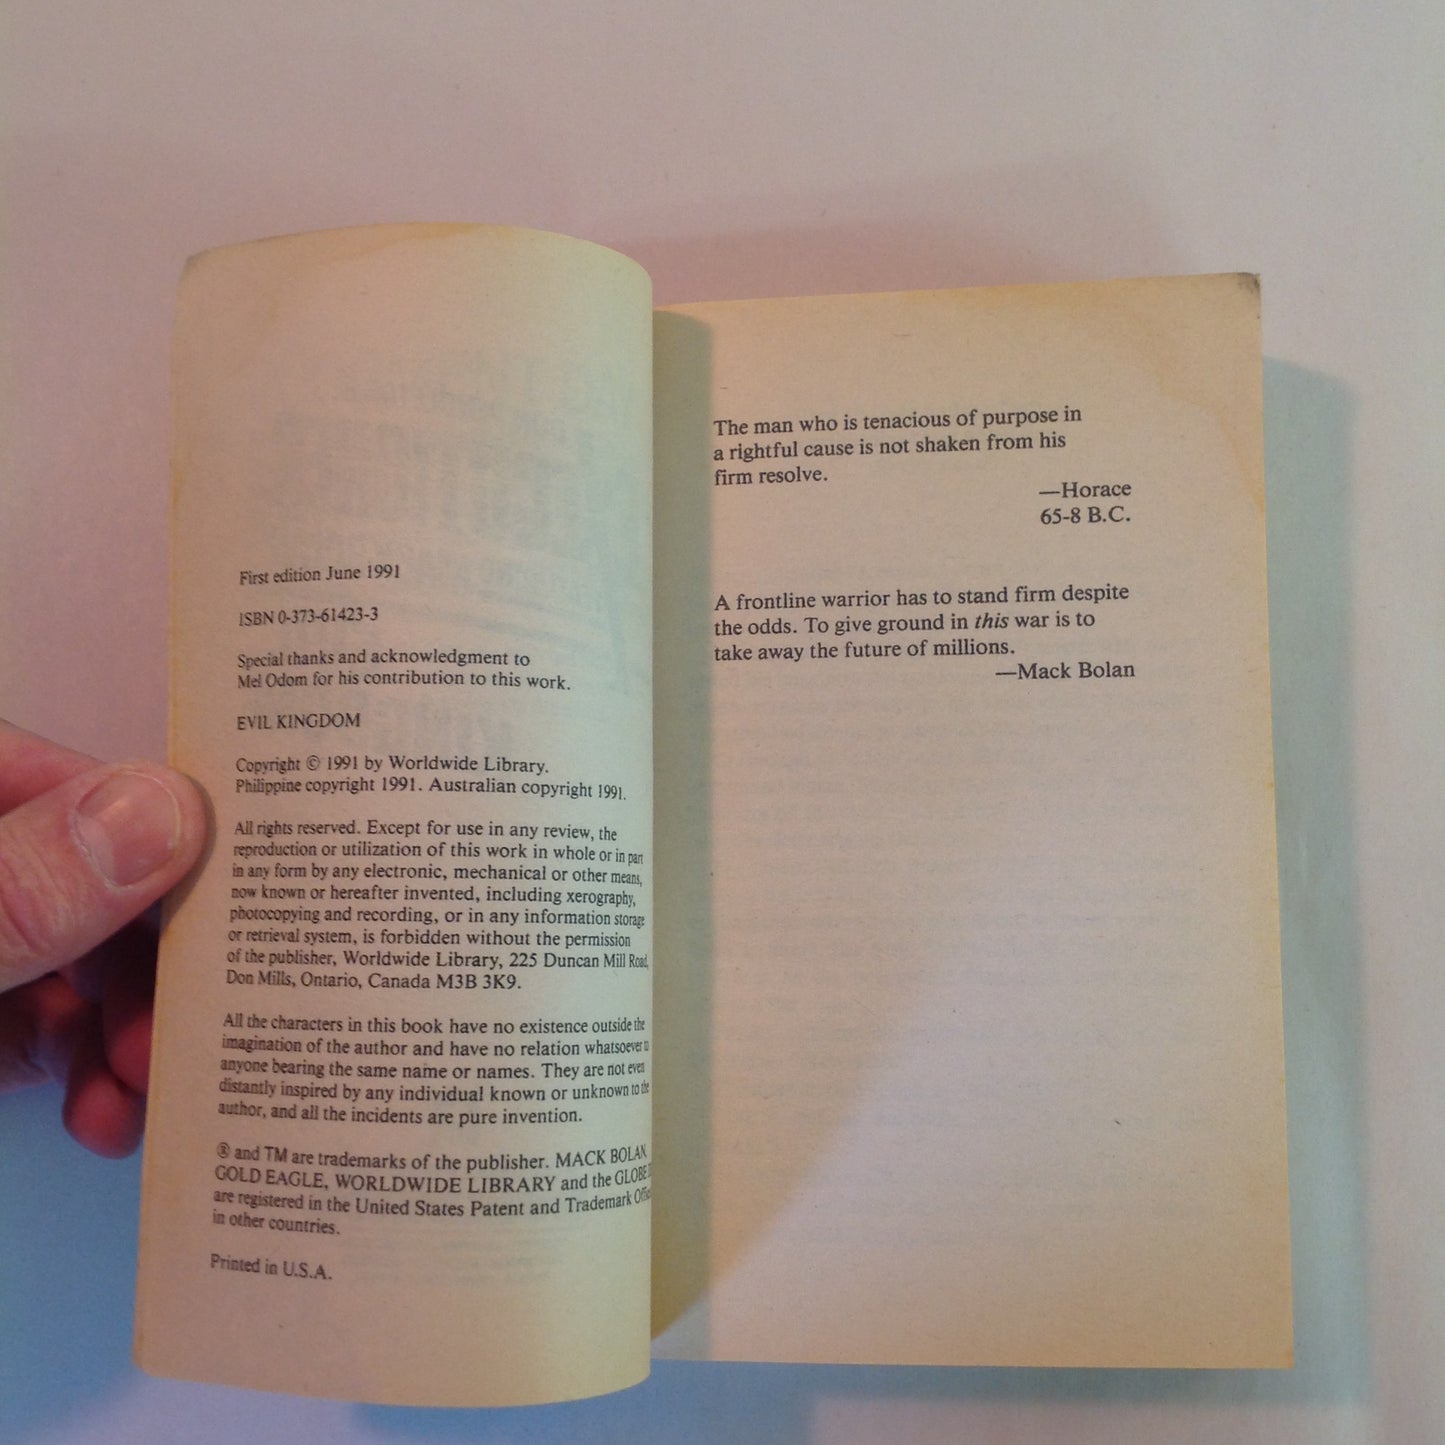 First edition June 1991
ISBN 0-373-61423-3
Special thanks and acknowledgment to
Mel Odom for his contribution to this work.
EVIL KINGDOM
Copyright © 1991 by Worldwide Library.
Philippine copyright 1991. Australian copyright 1991.
All rights reserved. Except for use in any review, the
reproduction or utilization of this work in whole or in part
in any form by any electronic, mechanical or other means,
now known or hereafter invented, including xerography,
photocopying and recording, or in any information storage
or retrieval system, is forbidden without the permission
of the publisher, Worldwide Library, 225 Duncan Mill Road,
Don Mills, Ontario, Canada M3B 3K9.
All the characters in this book have no existence outside the
imagination of the author and have no relation whatsoever
anyone bearing the same name or names. They are not even
distantly inspired by any individual known or unknown to the
author, and all the incidents are pure invention.
® and TM are trademarks of the publisher. MACK BOLAN
GOLD EAGLE, WORLDWIDE LIBRARY and the GLOBE
are registered in the United States Patent and Trademark
in other countries.
Printed in U.S.A.
The man who is tenacious of purpose in
a rightful cause is not shaken from his
firm resolve.
—Horace
65-8 B.C.
A frontline warrior has to stand firm despite
the odds. To give ground in this war is to
take away the future of millions.
—Mack Bolan